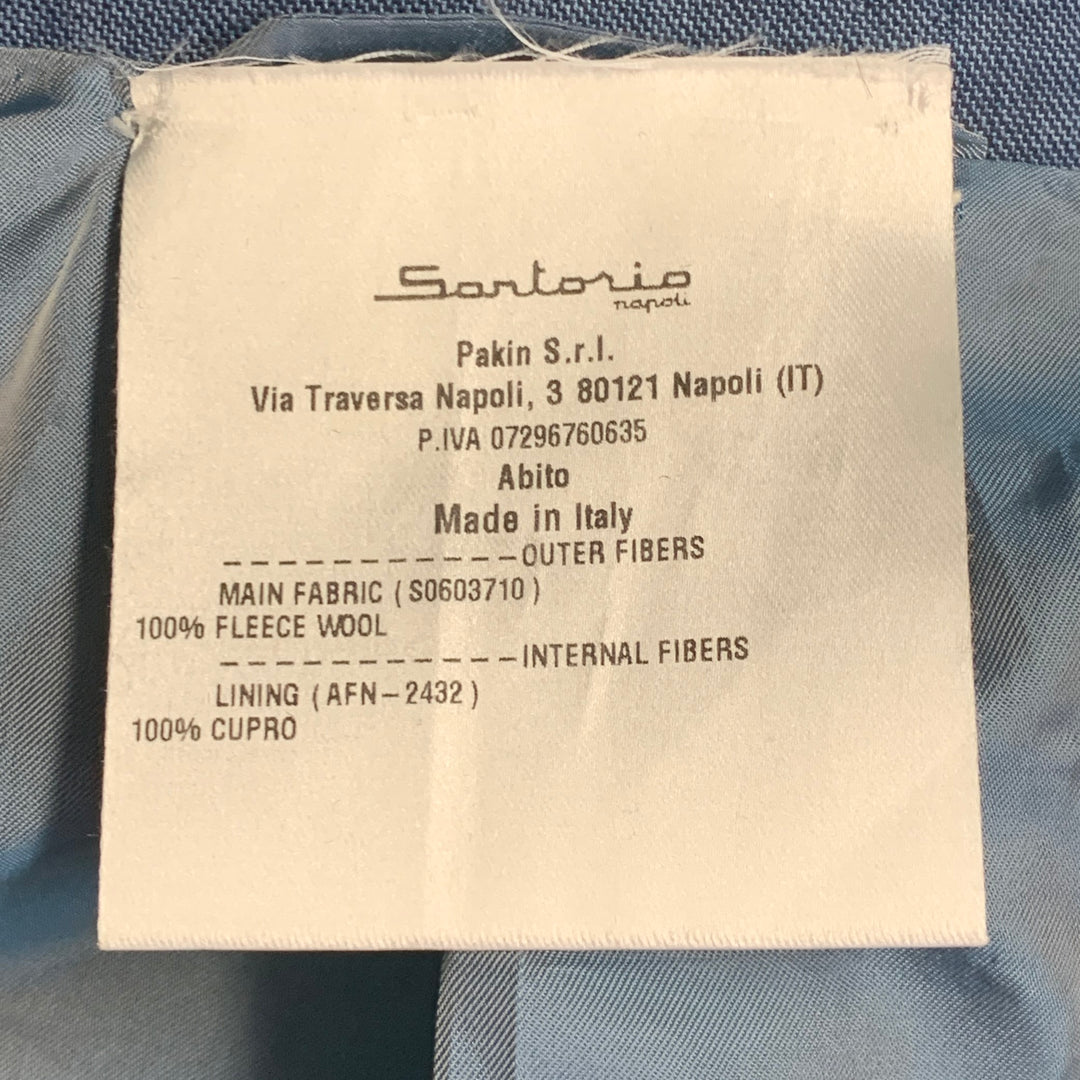 Sartorio
napoli
Pakin S.r.l.
Via Traversa Napoli, 3 80121 Napoli (IT)
P.IVA 07296760635
Abito
Made in Italy
-----------OUTER FIBERS
MAIN FABRIC ( S0603710 )
100% FLEECE WOOL
-----------INTERNAL FIBERS
LINING ( AFN-2432 )
100% CUPRO